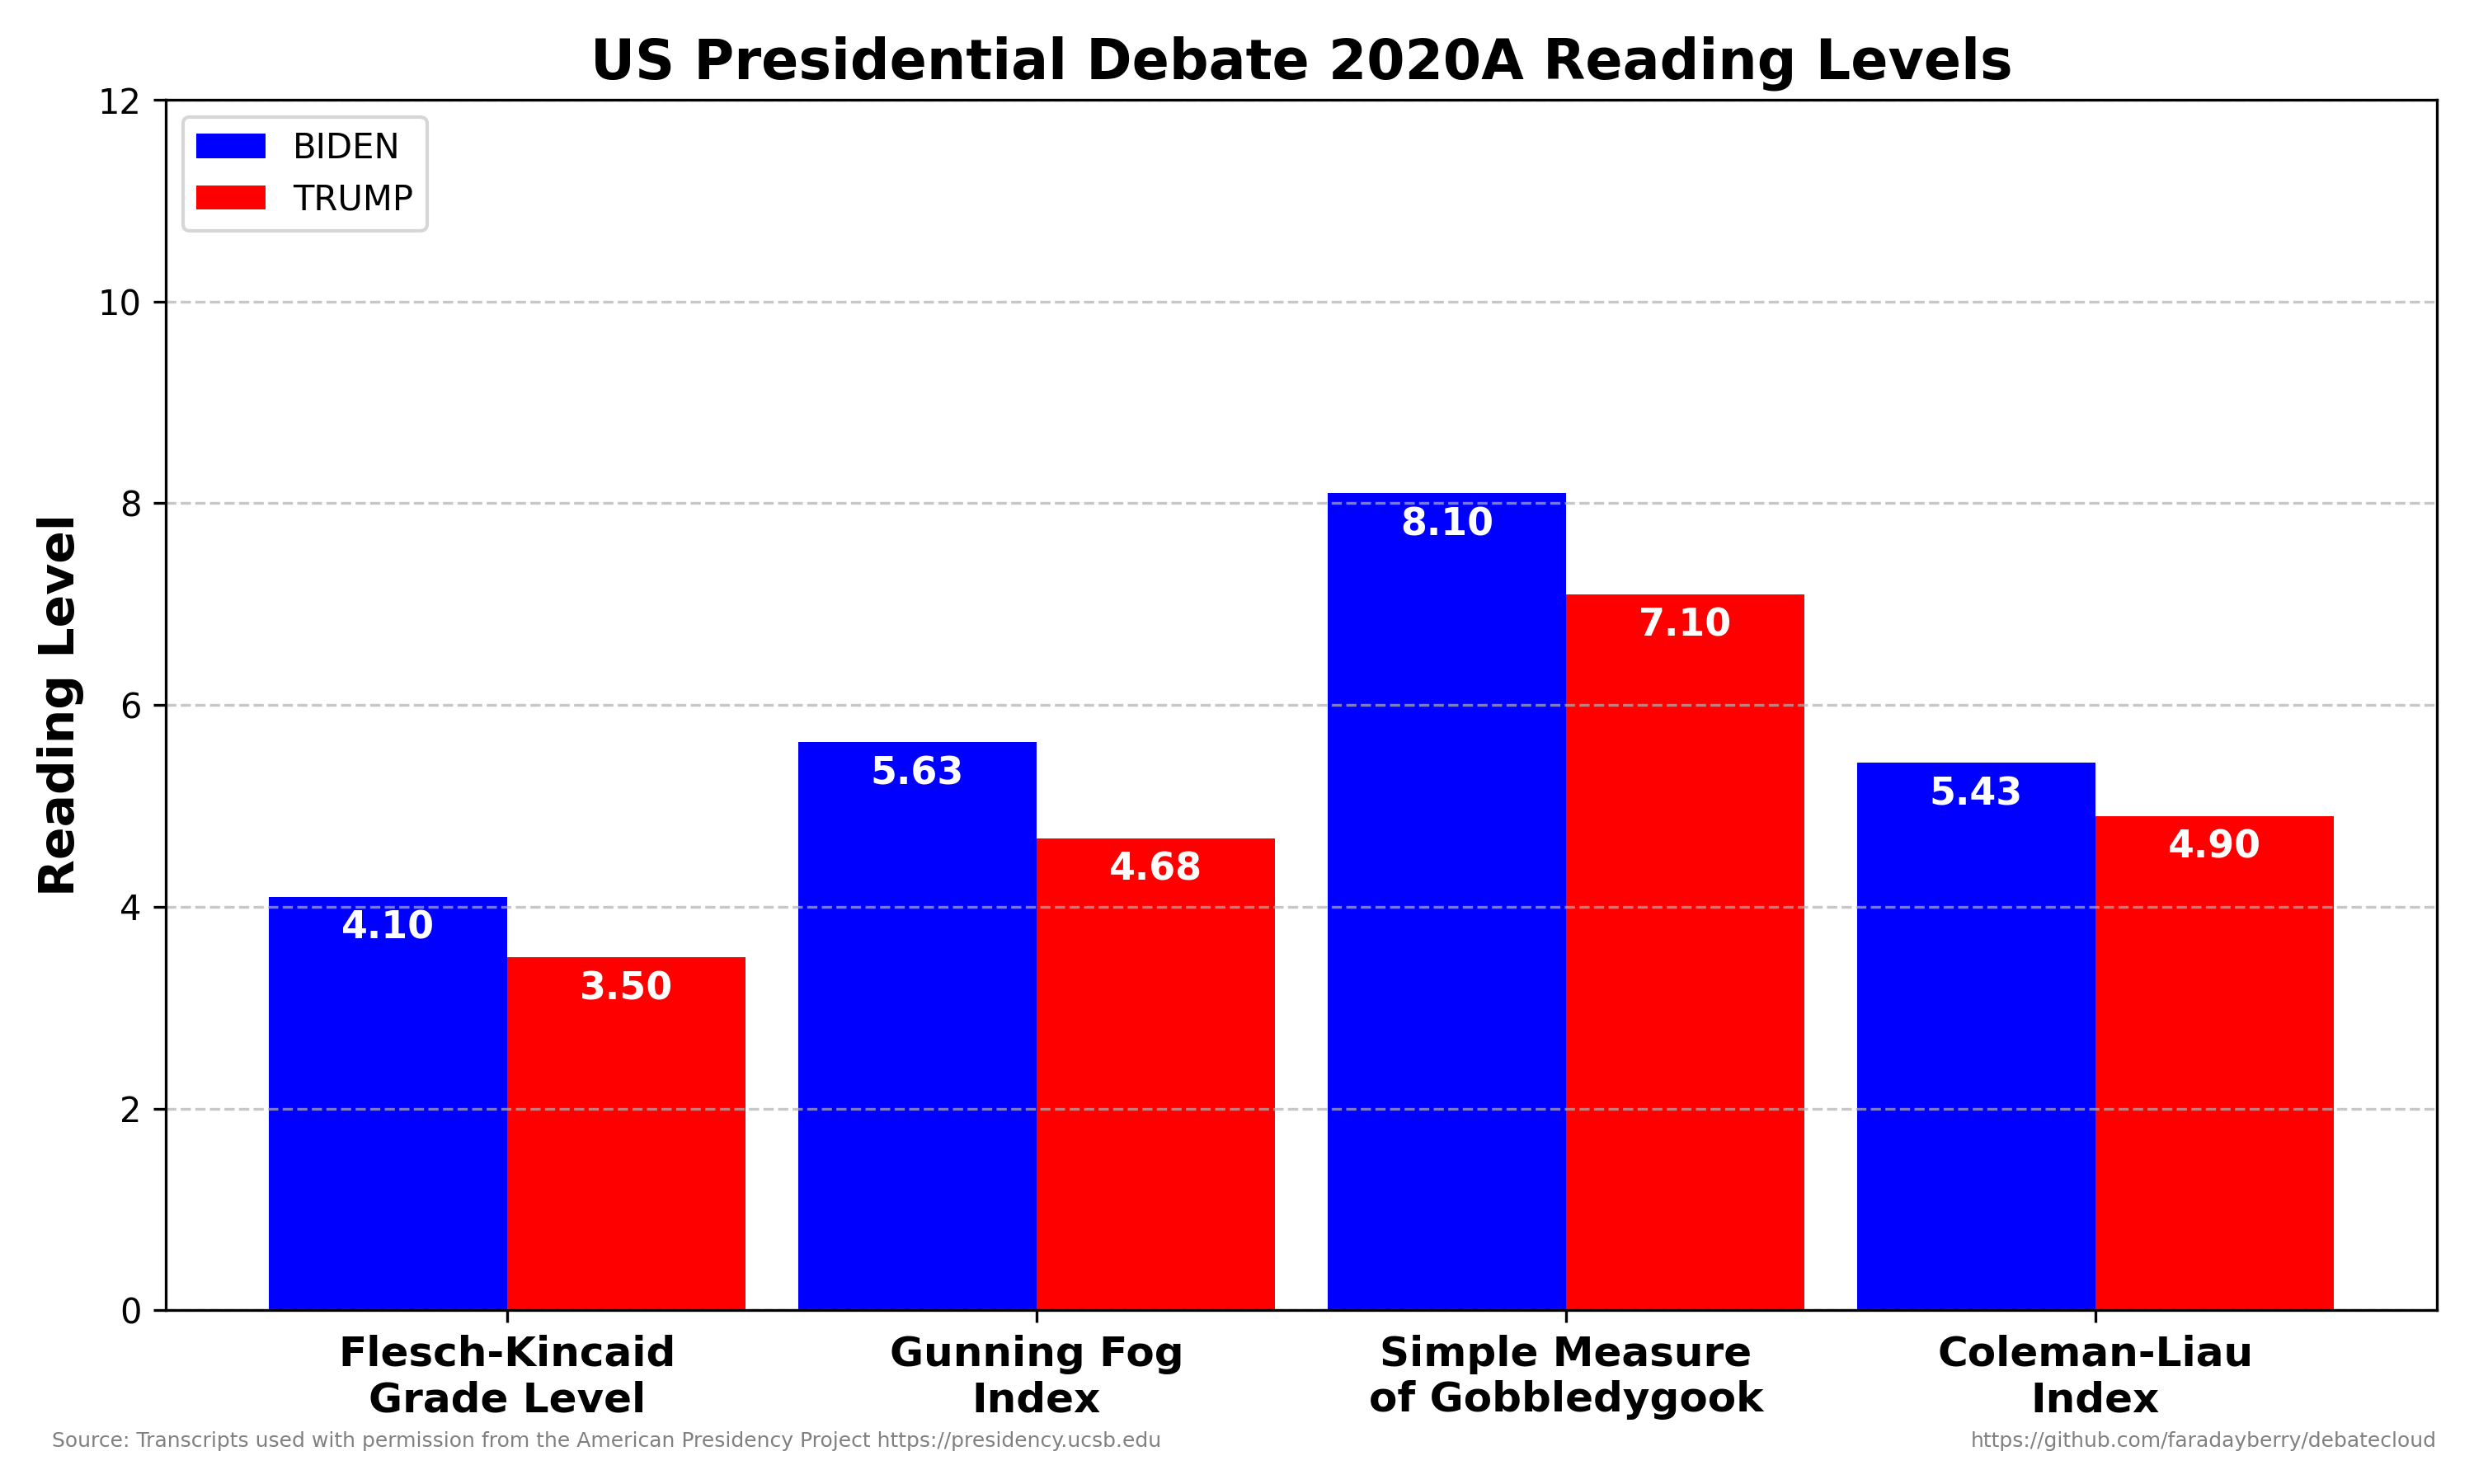 US Presidential Debate 2020A Reading Levels
12
10
8
6
4
2
0
Reading Level
BIDEN
TRUMP
4.10
3.50
5.63
4.68
8.10
7.10
5.43
4.90
Flesch-Kincaid
Grade Level
Gunning Fog
Index
Simple Measure
of Gobbledygook
Coleman-Liau
Index
Source: Transcripts used with permission from the American Presidency Project https://presidency.ucsb.edu
https://github.com/faradayberry/debatecloud